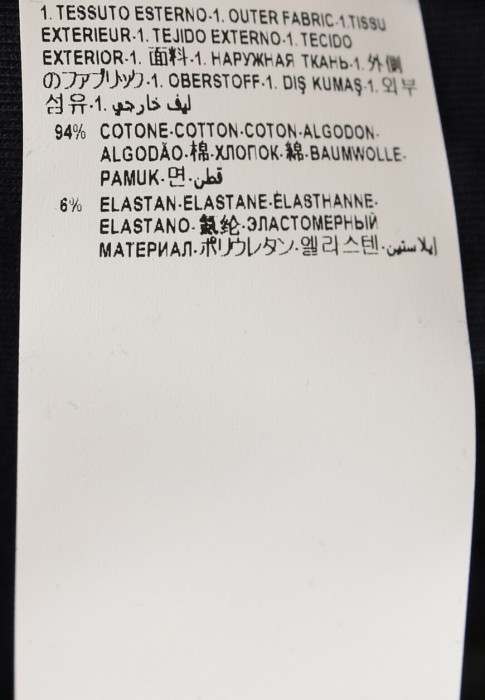 1. TESSUTO ESTERNO·1. OUTER FABRIC·1.TISSU
EXTERIEUR·1. TEJIDO EXTERNO·1. TECIDO
EXTERIOR·1. 面料·1. НАРУЖНАЯ ТКАНЬ·1. 外側
のファブリック·1. OBERSTOFF·1. DIŞ KUMAŞ·1. 외부
섬유·1. ليف خارجي
94% COTONE·COTTON·COTON·ALGODON·
ALGODÃO·棉·ХЛОПОК·綿·BAUMWOLLE·
PAMUK·면·قطن
6% ELASTAN·ELASTANE·ÉLASTHANNE·
ELASTANO·氨纶·ЭЛАСТОМЕРНЫЙ
МАТЕРИАЛ·ポリウレタン·엘리스텐·إيلاستين